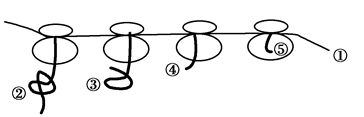 ② ③ ④ ⑤ ①